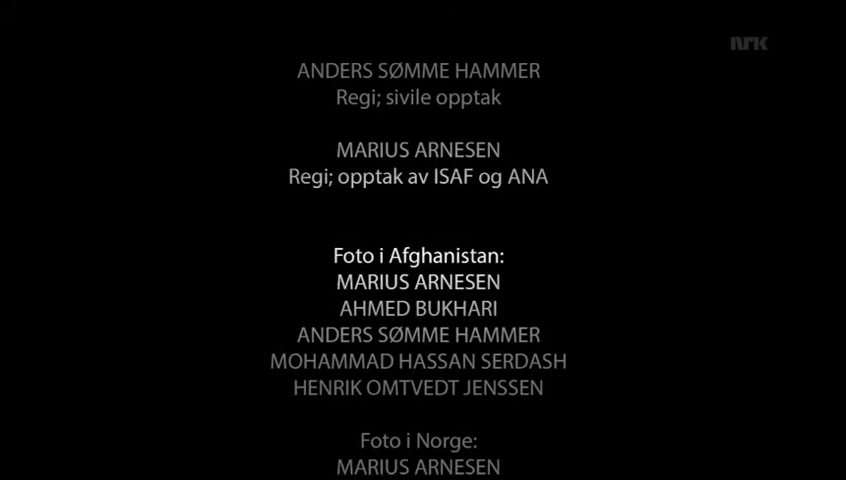 NRK
ANDERS SØMME HAMMER
Regi; sivile opptak
MARIUS ARNESEN
Regi; opptak av ISAF og ANA
Foto i Afghanistan:
MARIUS ARNESEN
AHMED BUKHARI
ANDERS SØMME HAMMER
MOHAMMAD HASSAN SERDASH
HENRIK OMTVEDT JENSSEN
Foto i Norge:
MARIUS ARNESEN